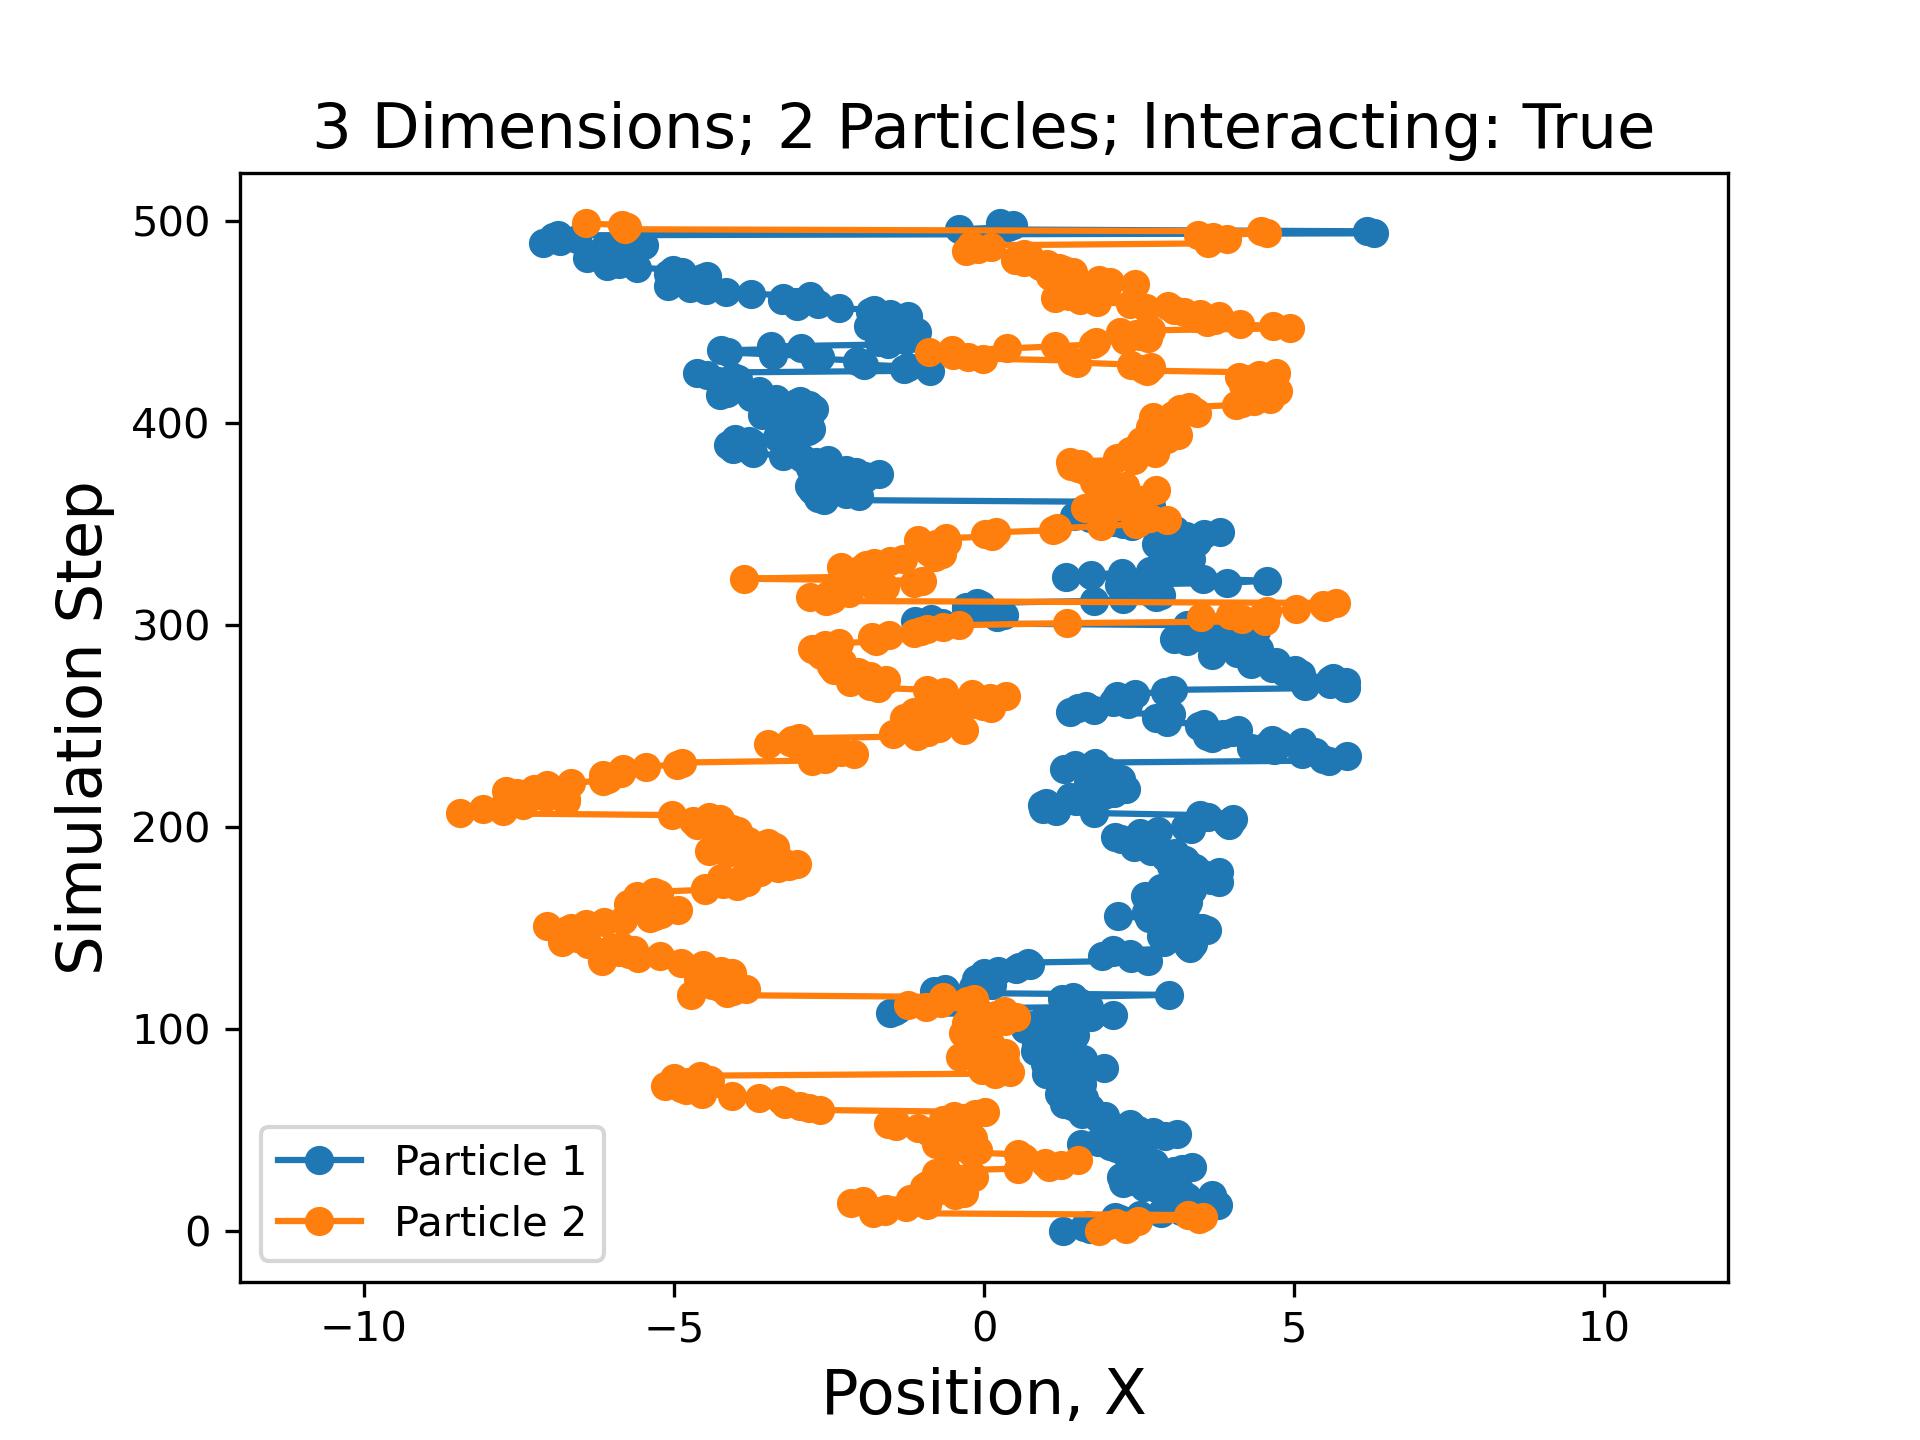 3 Dimensions; 2 Particles; Interacting: True
Simulation Step
500
400
300
200
100
0
Particle 1
Particle 2
−10
−5
0
5
10
Position, X